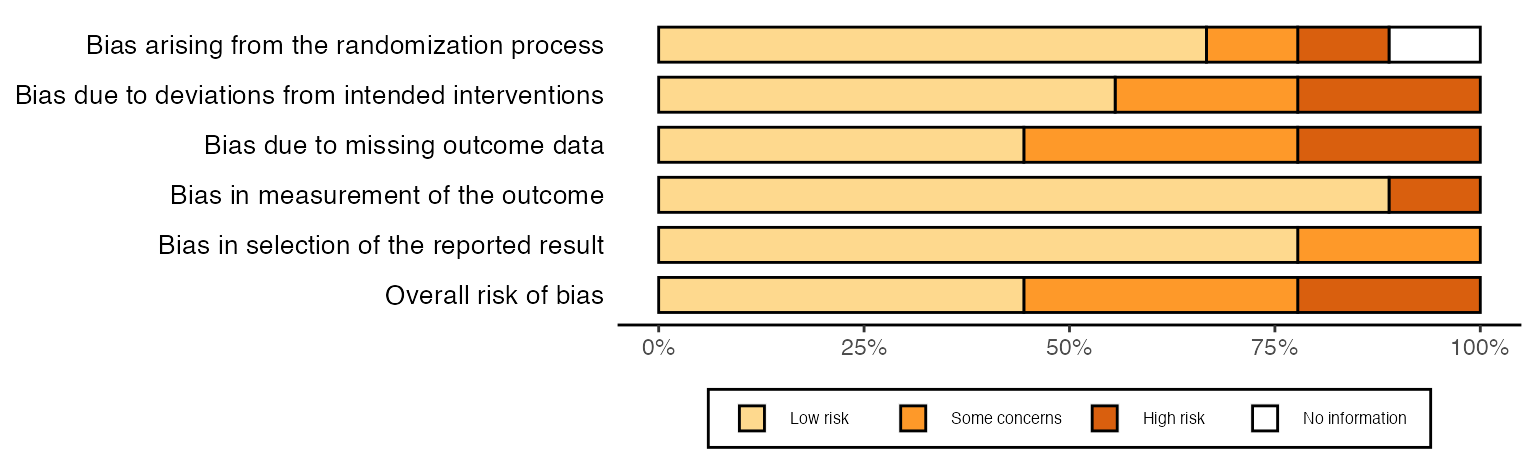 Bias arising from the randomization process
Bias due to deviations from intended interventions
Bias due to missing outcome data
Bias in measurement of the outcome
Bias in selection of the reported result
Overall risk of bias
0% 25% 50% 75% 100%
Low risk Some concerns High risk No information